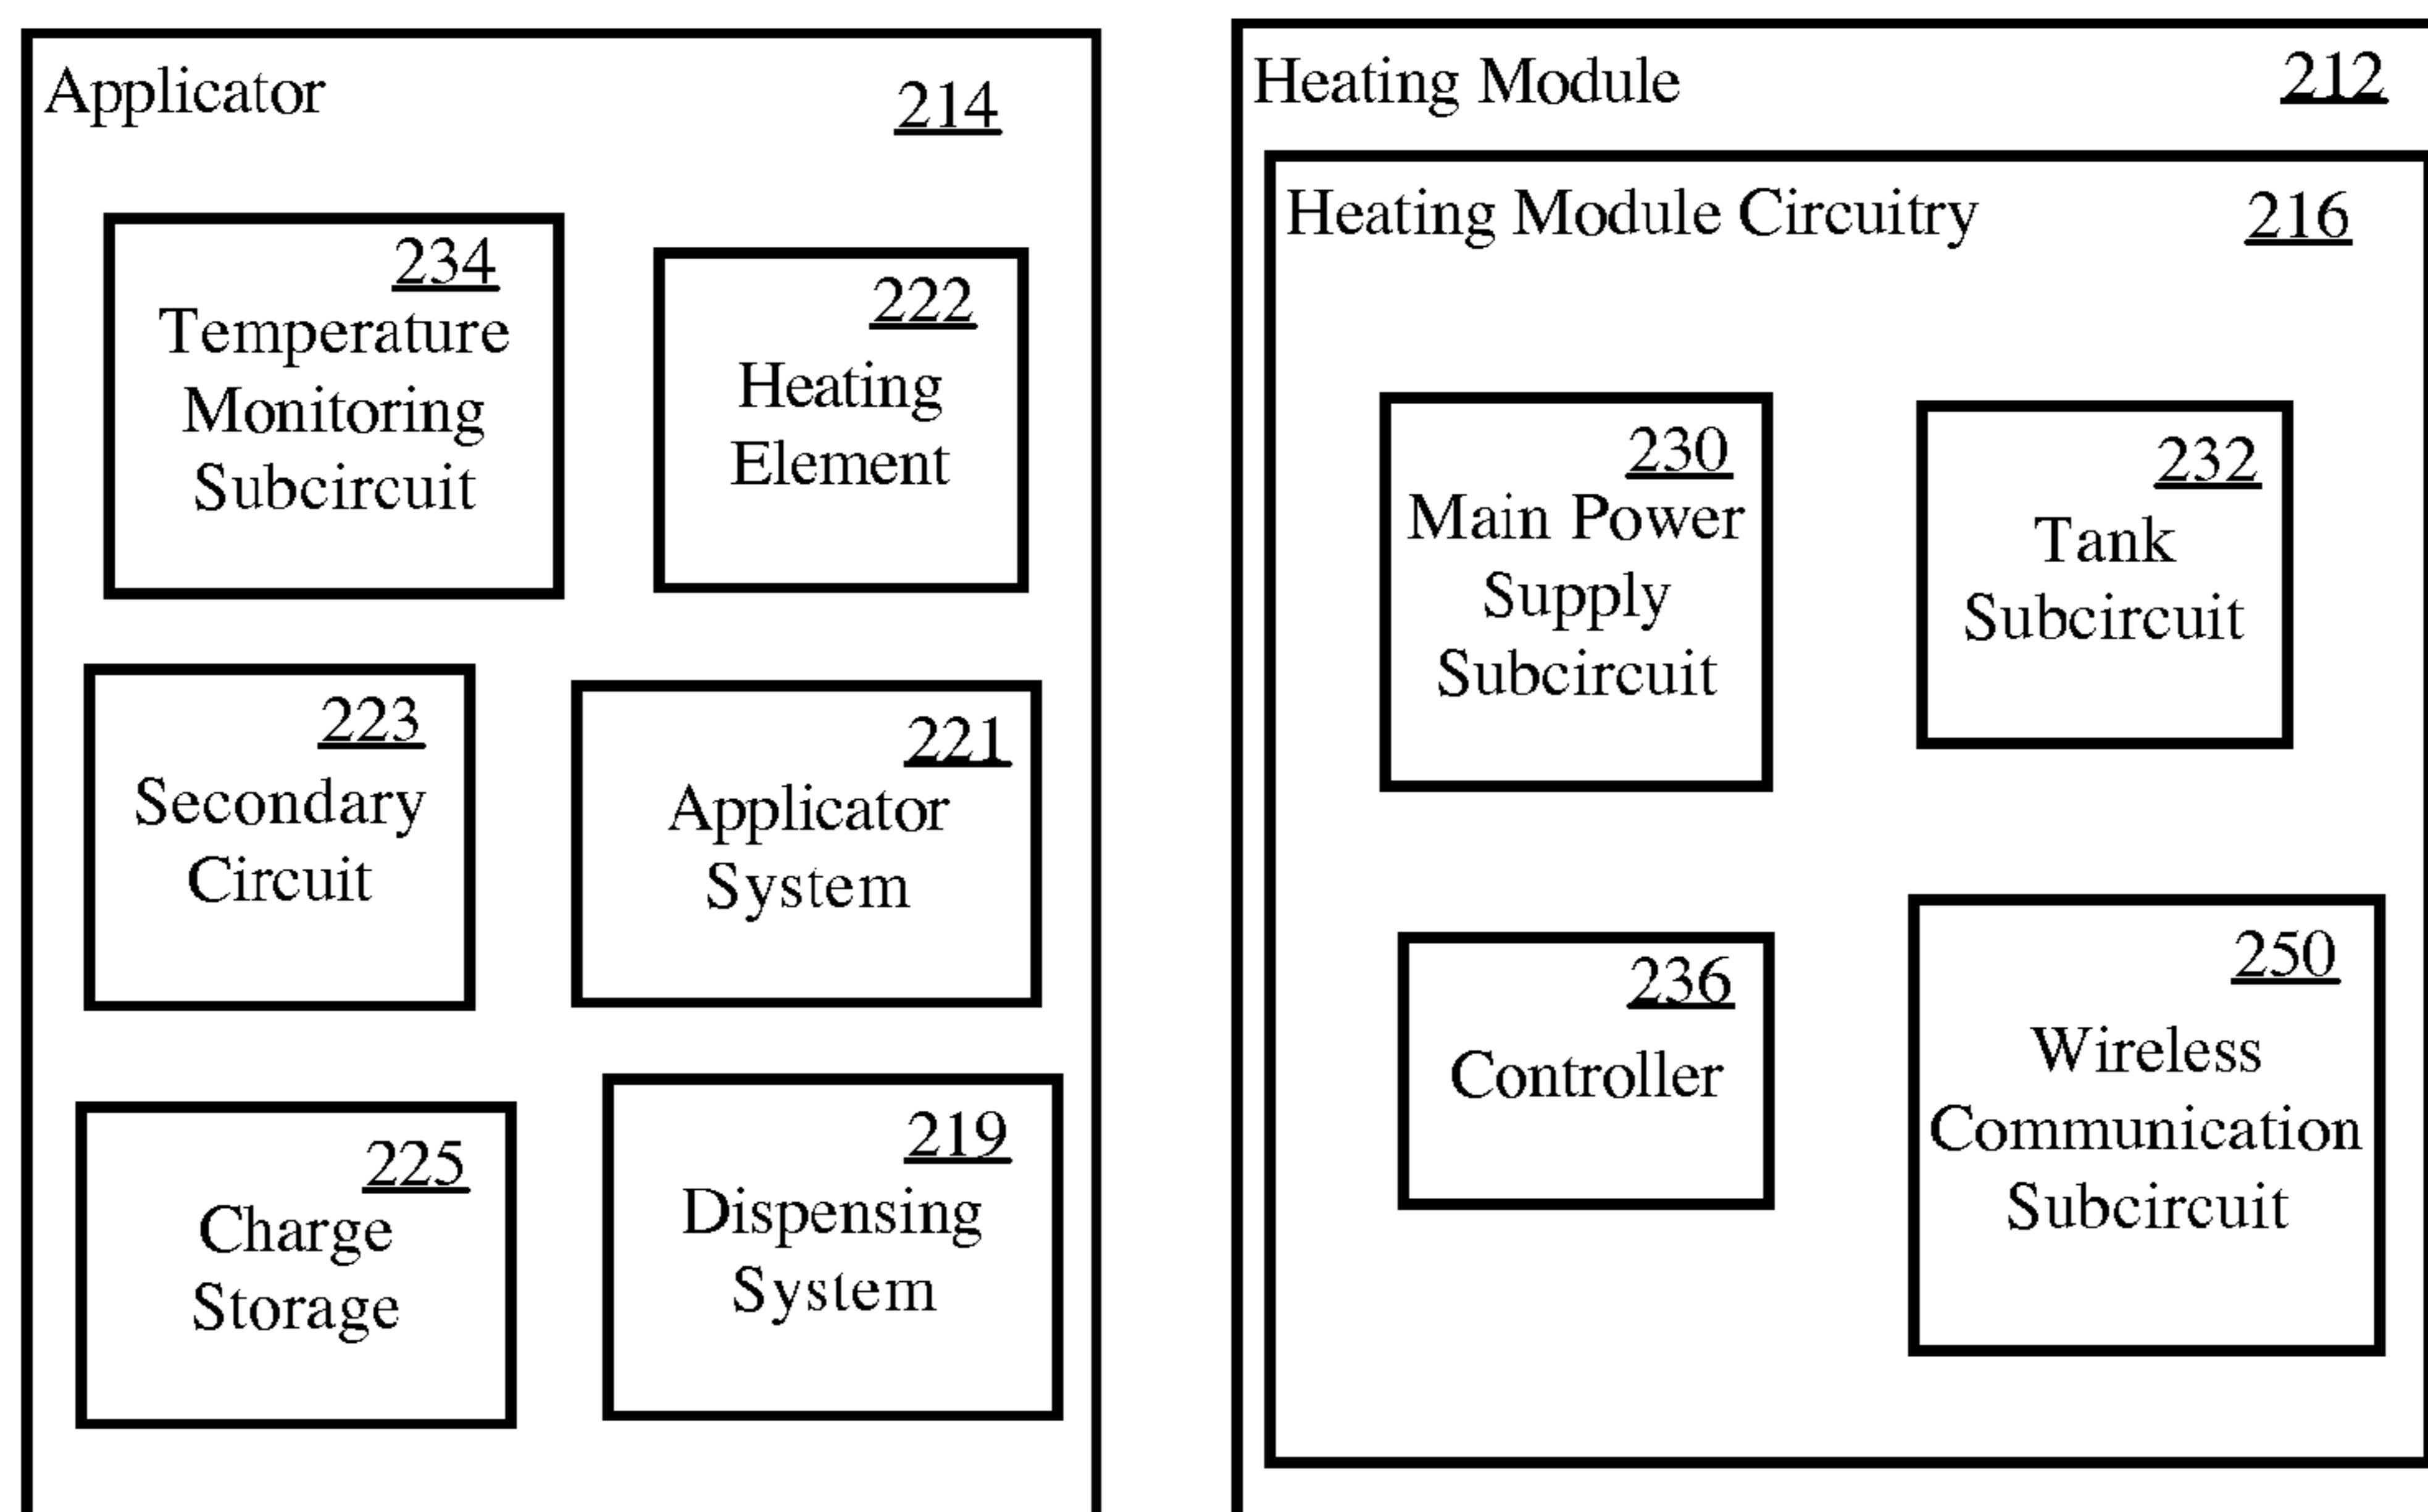 Applicator
214
234
Temperature
Monitoring
Subcircuit
222
Heating
Element
223
Secondary
Circuit
221
Applicator
System
225
Charge
Storage
219
Dispensing
System
Heating Module
212
Heating Module Circuitry
216
230
Main Power
Supply
Subcircuit
232
Tank
Subcircuit
236
Controller
250
Wireless
Communication
Subcircuit